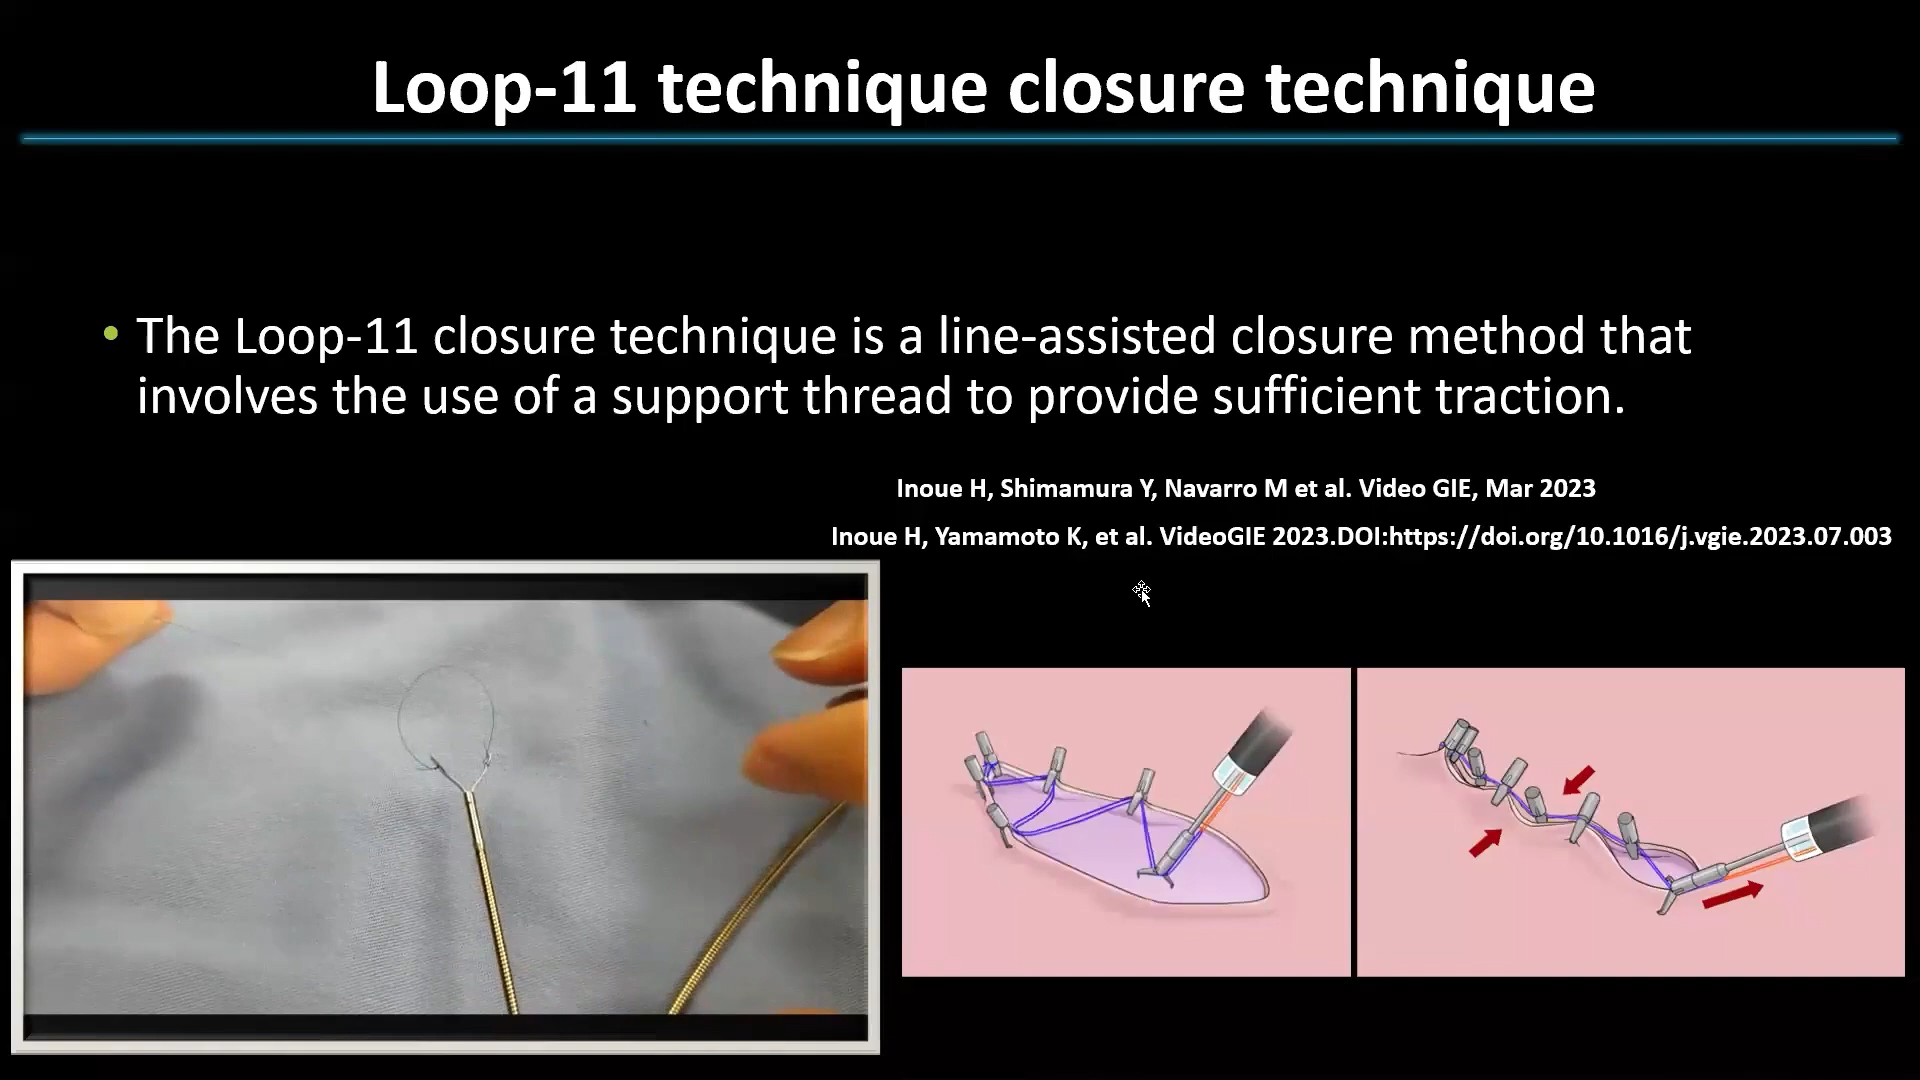 Loop-11 technique closure technique
• The Loop-11 closure technique is a line-assisted closure method that
involves the use of a support thread to provide sufficient traction.
Inoue H, Shimamura Y, Navarro M et al. Video GIE, Mar 2023
Inoue H, Yamamoto K, et al. VideoGIE 2023.DOI:https://doi.org/10.1016/j.vgie.2023.07.003